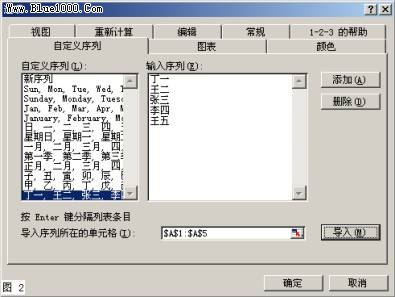 www.Blue1000.Com
视图 重新计算 编辑 常规 1-2-3 的帮助
自定义序列 图表 颜色
自定义序列(L): 输入序列(E):
新序列
Sun, Mon, Tue, Wed, T
Sunday, Monday, Tuesd
Jan, Feb, Mar, Apr, M
January, February, Ma
日, 一, 二, 三, 四,
星期日, 星期一, 星期
一月, 二月, 三月, 四
第一季, 第二季, 第三
正月, 二月, 三月, 四
子, 丑, 寅, 卯, 辰,
甲, 乙, 丙, 丁, 戊,
丁一, 王二, 张三, 李
丁一
王二
张三
李四
王五
添加(A)
删除(D)
按 Enter 键分隔列表条目
导入序列所在的单元格(I): $A$1:$A$5 导入(M)
确定 取消
图 2